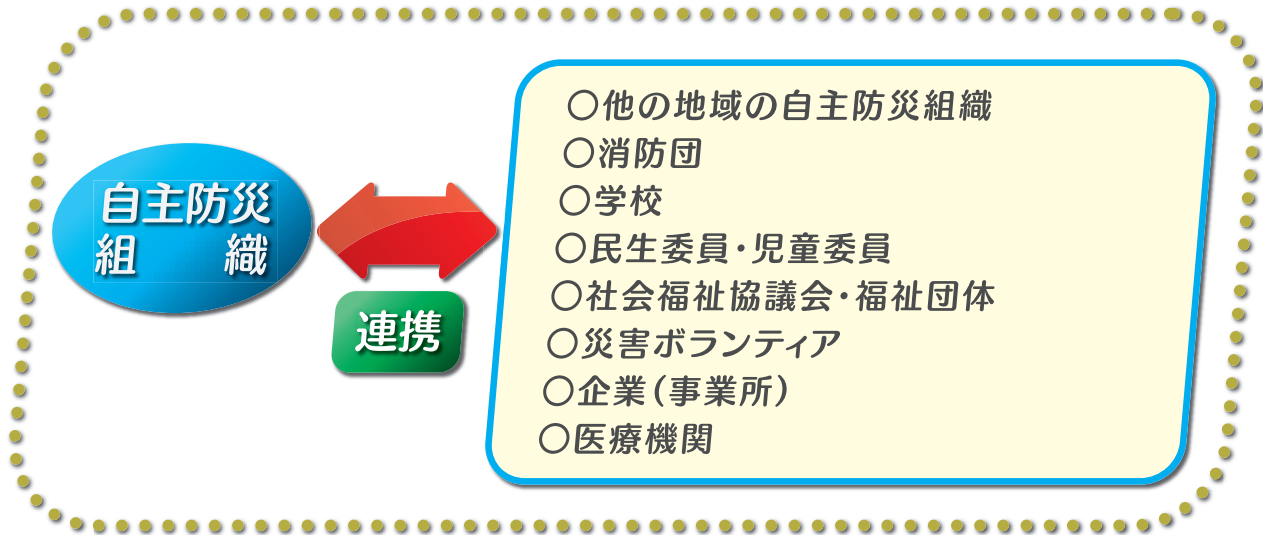 自主防災
組織
連携
○他の地域の自主防災組織
○消防団
○学校
○民生委員・児童委員
○社会福祉協議会・福祉団体
○災害ボランティア
○企業（事業所）
○医療機関